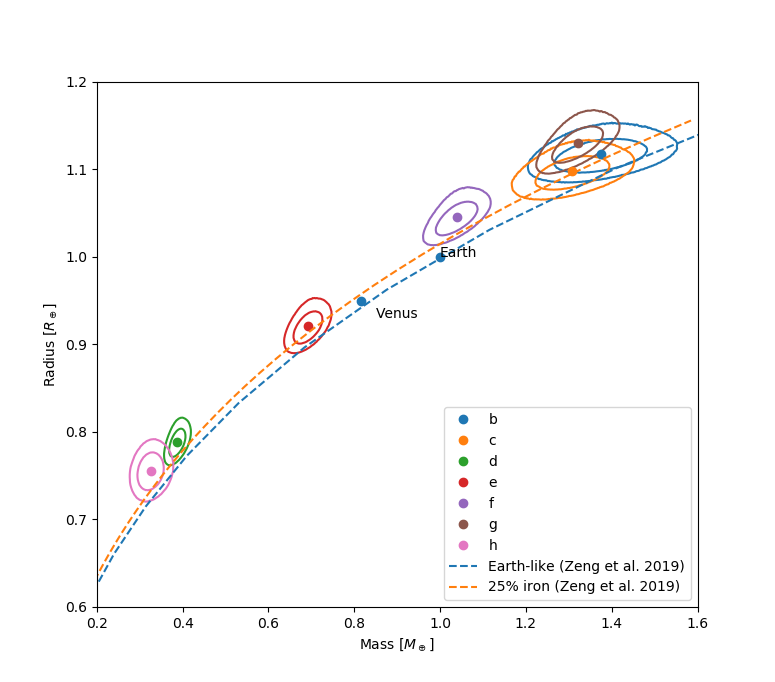 1.2
1.1
1.0
0.9
0.8
0.7
0.6
Radius [R⊕]
Earth
Venus
b
c
d
e
f
g
h
Earth-like (Zeng et al. 2019)
25% iron (Zeng et al. 2019)
0.2 0.4 0.6 0.8 1.0 1.2 1.4 1.6
Mass [M⊕]